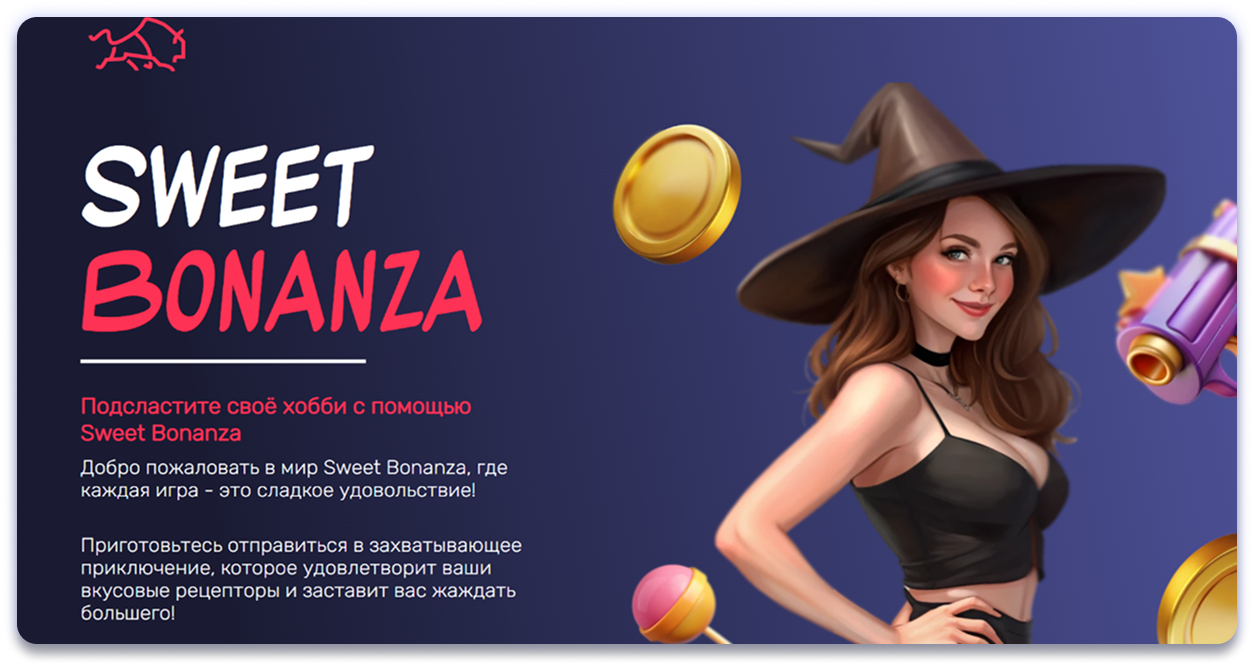 SWEET
BONANZA
Подсластите своё хобби с помощью
Sweet Bonanza
Добро пожаловать в мир Sweet Bonanza, где
каждая игра - это сладкое удовольствие!
Приготовьтесь отправиться в захватывающее
приключение, которое удовлетворит ваши
вкусовые рецепторы и заставит вас жаждать
большего!